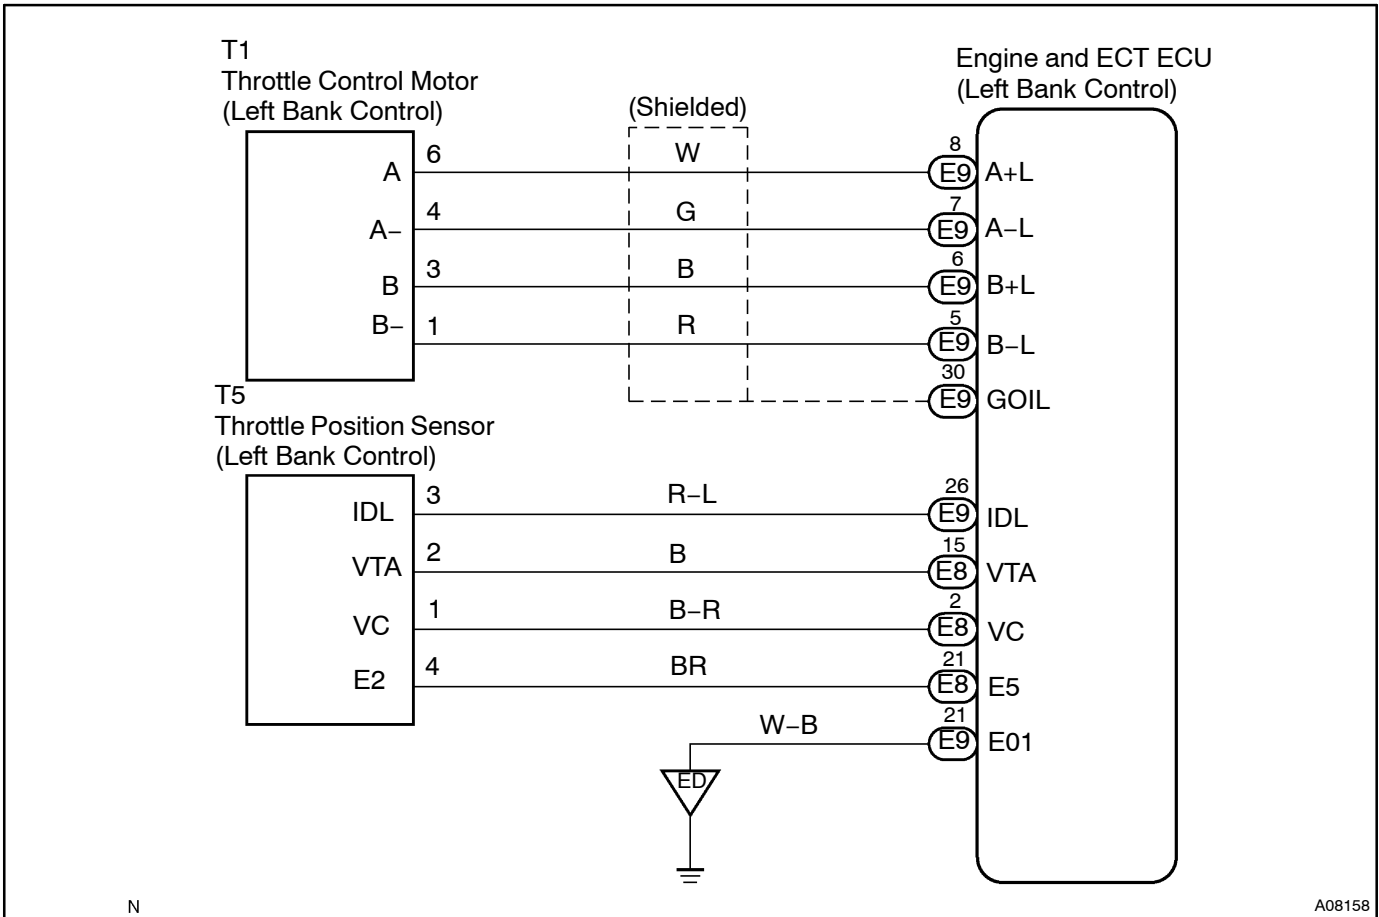 T1
Throttle Control Motor
(Left Bank Control)
Engine and ECT ECU
(Left Bank Control)
(Shielded)
A 6 W 8 E9 A+L
A− 4 G 7 E9 A−L
B 3 B 6 E9 B+L
B− 1 R 5 E9 B−L
30 E9 GOIL
T5
Throttle Position Sensor
(Left Bank Control)
IDL 3 R−L 26 E9 IDL
VTA 2 B 15 E8 VTA
VC 1 B−R 2 E8 VC
E2 4 BR 21 E8 E5
W−B 21 E9 E01
ED
N
A08158